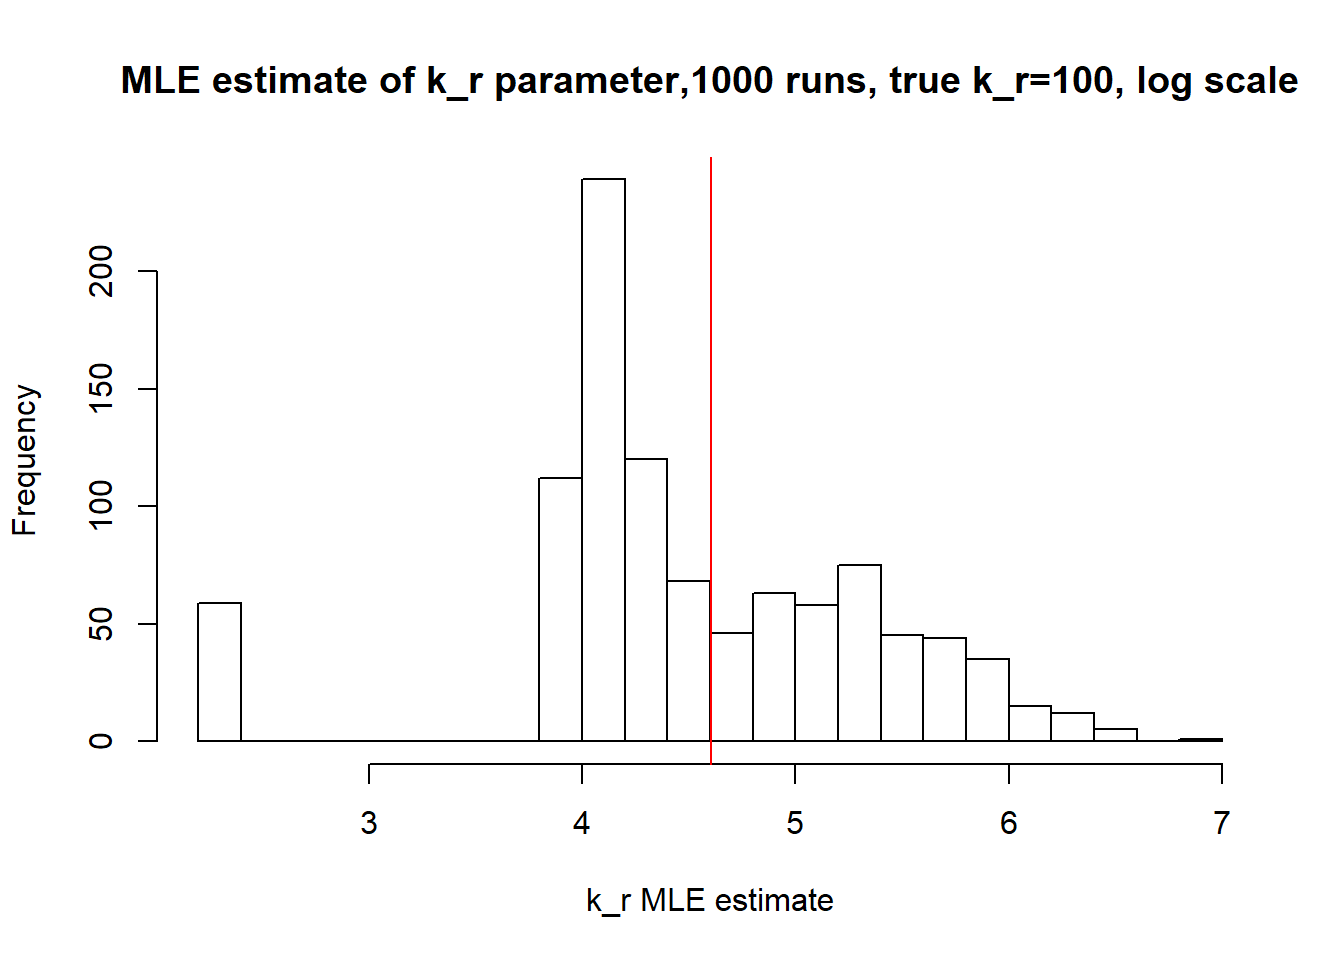 MLE estimate of k_r parameter,1000 runs, true k_r=100, log scale
200
150
100
50
0
Frequency
3 4 5 6 7
k_r MLE estimate